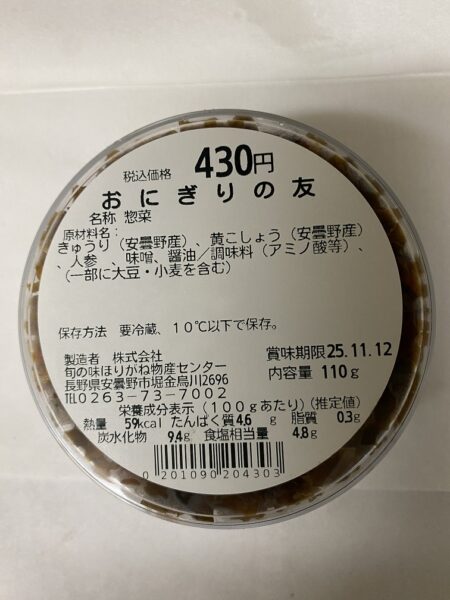 税込価格 430円
おにぎりの友
名称 惣菜
原材料名:
きゅうり(安曇野産)、黄こしょう(安曇野産)
、人参 、味噌、醤油/調味料(アミノ酸等)、
(一部に大豆・小麦を含む)
保存方法 要冷蔵、10℃以下で保存。
製造者 株式会社
旬の味ほりがね物産センター
長野県安曇野市堀金烏川2696
℡0263-73-7002
賞味期限25.11.12
内容量 110g
栄養成分表示(100gあたり)(推定値)
熱量 59kcal たんぱく質4.6 g 脂質 0.3g
炭水化物 9.4g 食塩相当量 4.8g
0 201090 204303